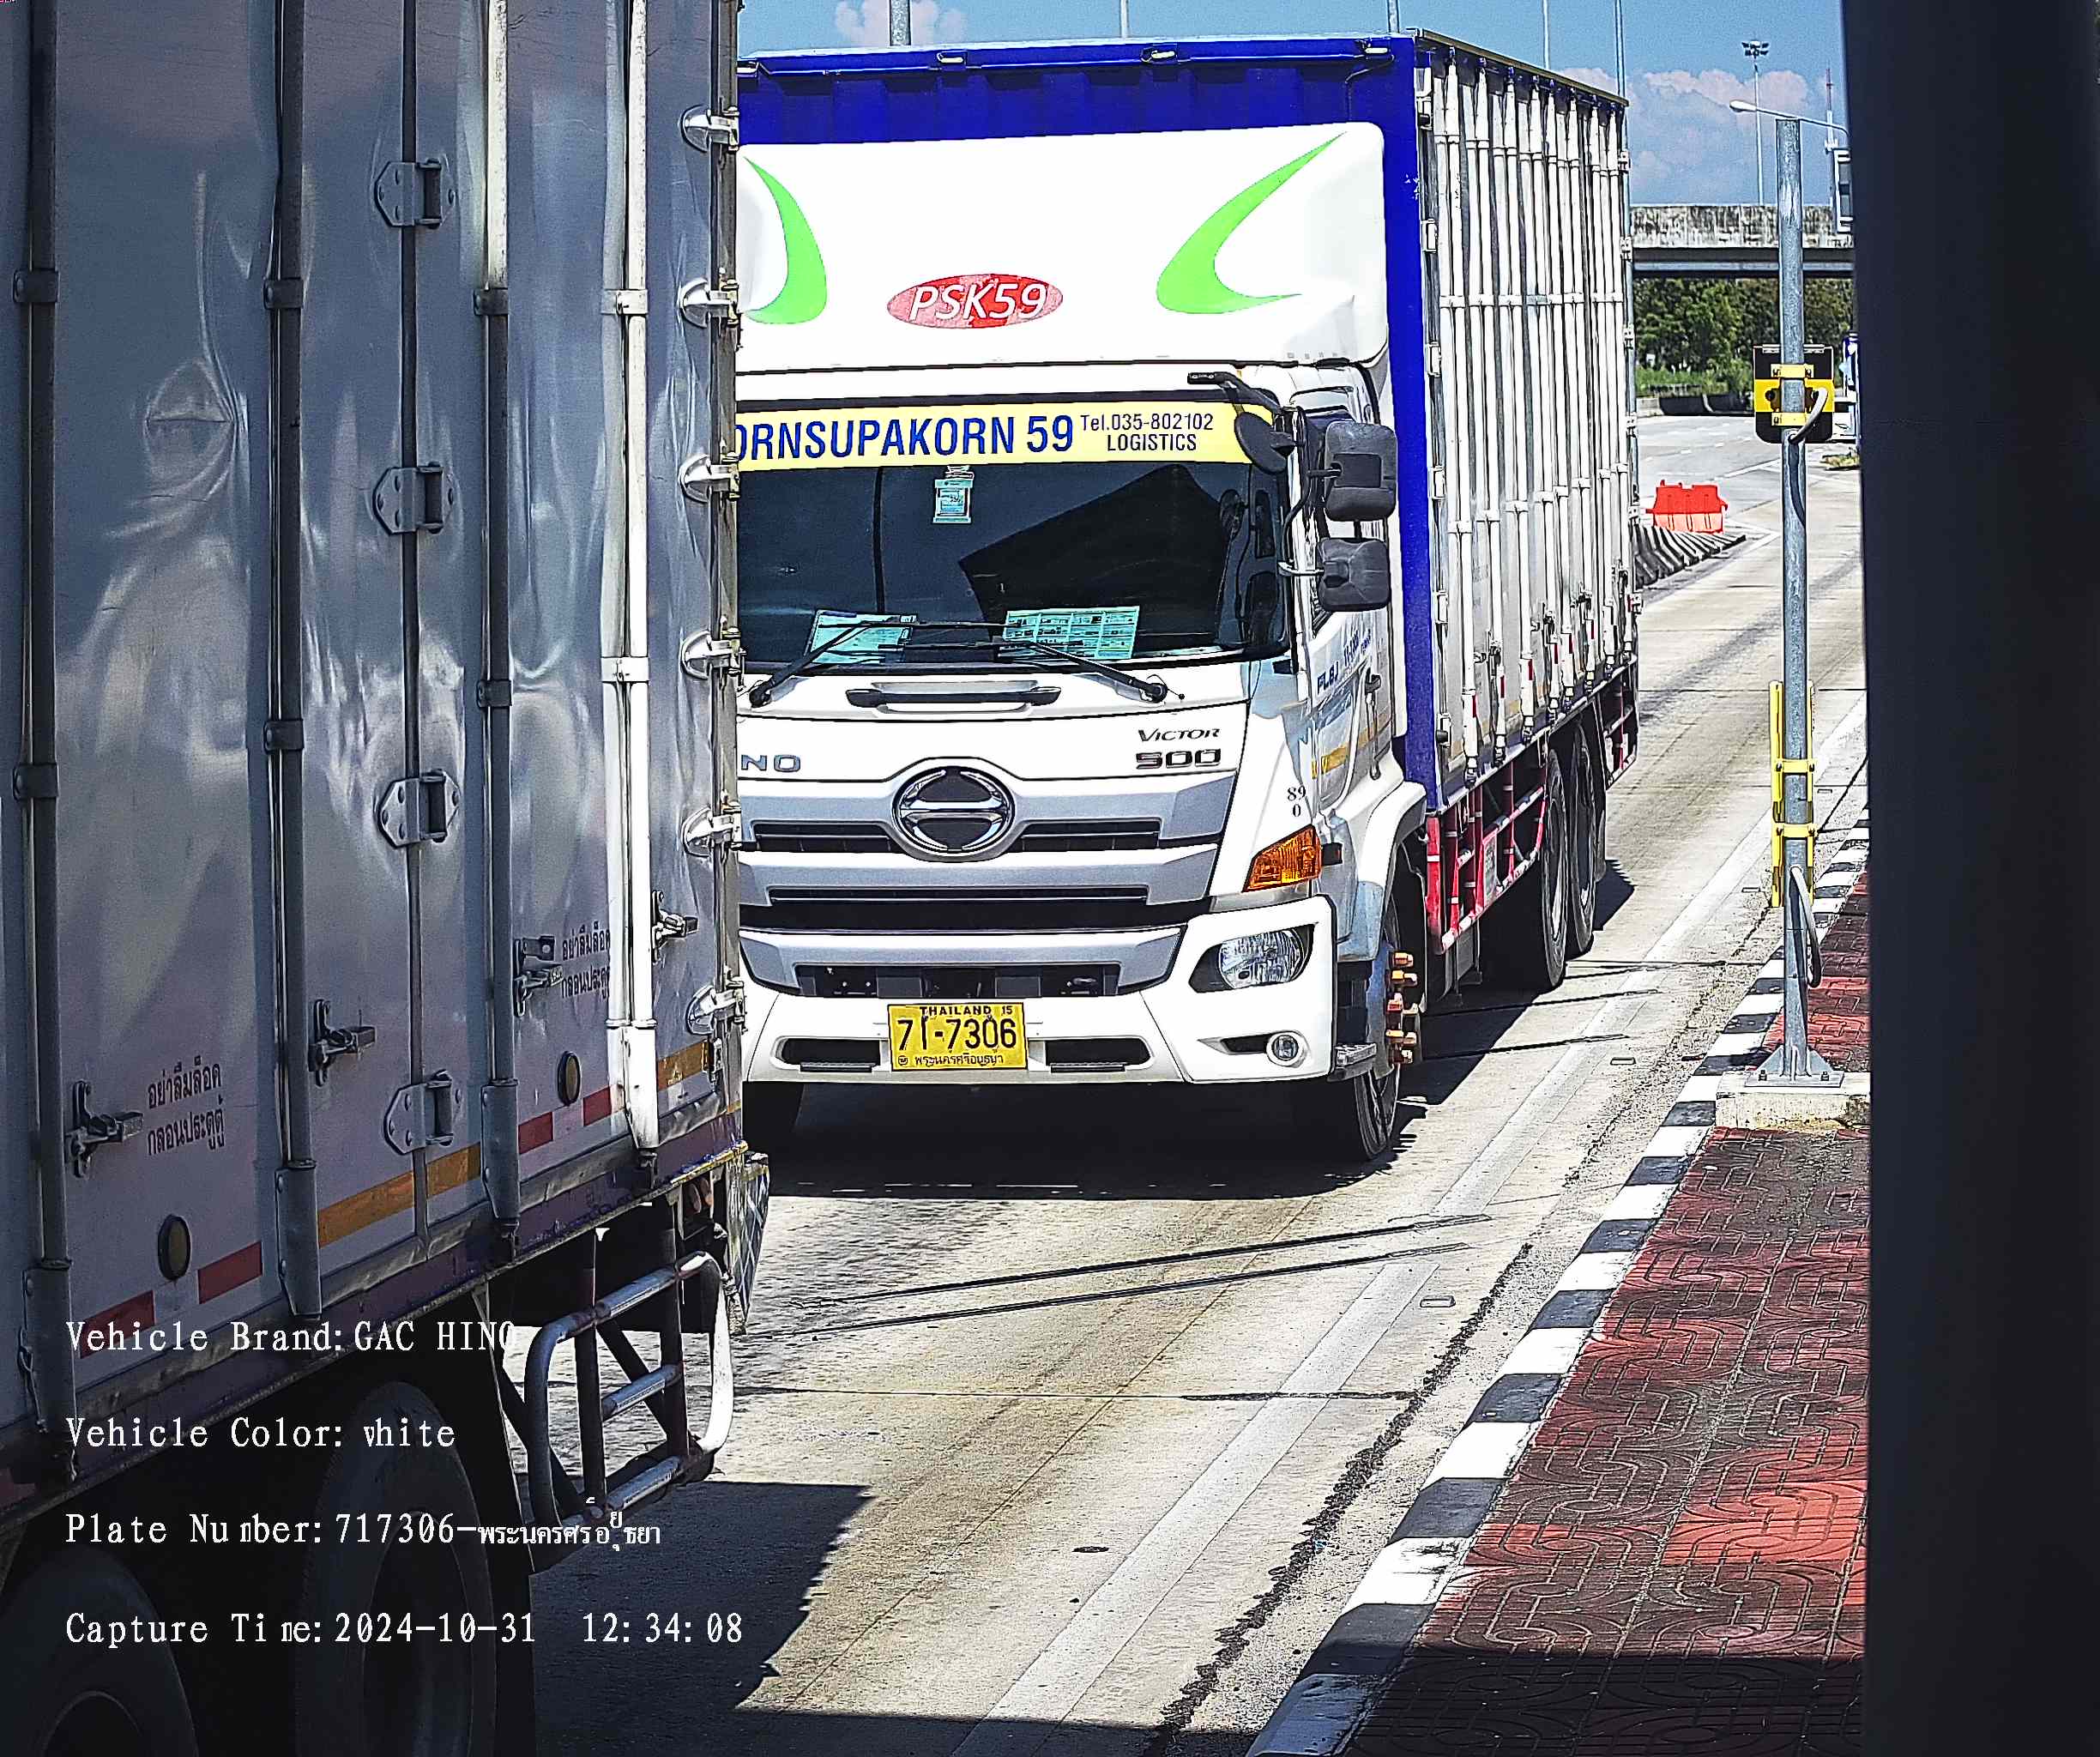 PSK59
ORNSUPAKORN 59
Tel.035-802102
LOGISTICS
VICTOR
500
NO
89
0
THAILAND 15
71-7306
พระนครศรีอยุธยา
อย่าลืมล็อค
กลอนประตูตู้
อย่าลืมล็อค
กลอนประตู
Vehicle Brand:GAC HINO
Vehicle Color: white
Plate Number:717306-พระนครศรีอยุธยา
Capture Time:2024-10-31 12:34:08